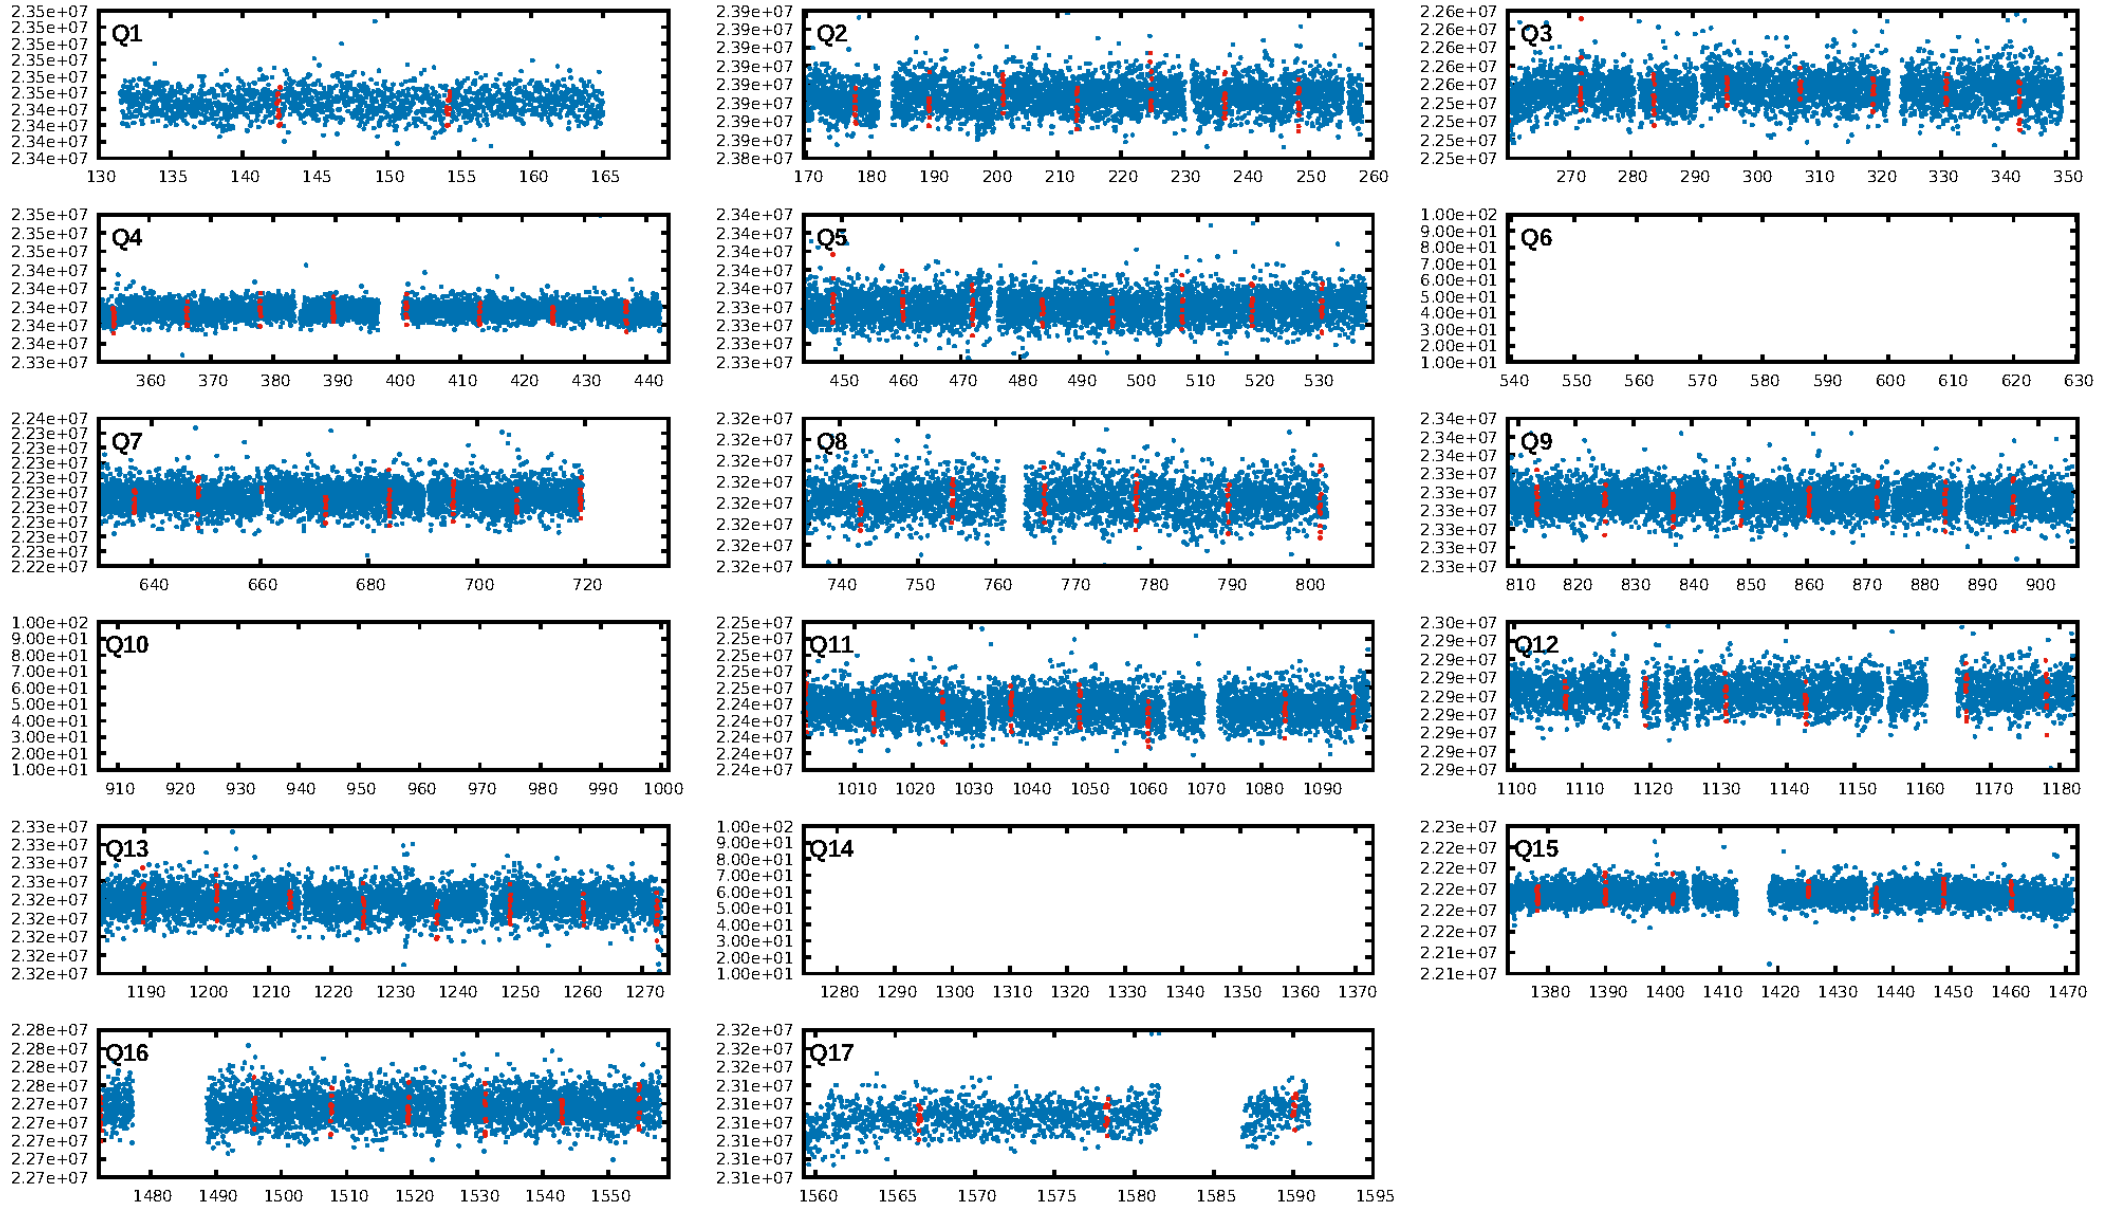 2.35e+07 2.35e+07 2.35e+07 2.35e+07 2.35e+07 2.35e+07 2.34e+07 2.34e+07 2.34e+07 2.34e+07
Q1
130 135 140 145 150 155 160 165
2.39e+07 2.39e+07 2.39e+07 2.39e+07 2.39e+07 2.39e+07 2.39e+07 2.39e+07 2.38e+07
Q2
170 180 190 200 210 220 230 240 250 260
2.26e+07 2.26e+07 2.26e+07 2.26e+07 2.26e+07 2.25e+07 2.25e+07 2.25e+07 2.25e+07
Q3
270 280 290 300 310 320 330 340 350
2.35e+07 2.35e+07 2.35e+07 2.34e+07 2.34e+07 2.34e+07 2.34e+07 2.33e+07 2.33e+07
Q4
360 370 380 390 400 410 420 430 440
2.34e+07 2.34e+07 2.34e+07 2.34e+07 2.34e+07 2.33e+07 2.33e+07 2.33e+07 2.33e+07
Q5
450 460 470 480 490 500 510 520 530
1.00e+02 9.00e+01 8.00e+01 7.00e+01 6.00e+01 5.00e+01 4.00e+01 3.00e+01 2.00e+01 1.00e+01
Q6
540 550 560 570 580 590 600 610 620 630
2.24e+07 2.23e+07 2.23e+07 2.23e+07 2.23e+07 2.23e+07 2.23e+07 2.23e+07 2.23e+07 2.23e+07 2.22e+07
Q7
640 660 680 700 720
2.32e+07 2.32e+07 2.32e+07 2.32e+07 2.32e+07 2.32e+07 2.32e+07 2.32e+07
Q8
740 750 760 770 780 790 800
2.34e+07 2.34e+07 2.34e+07 2.33e+07 2.33e+07 2.33e+07 2.33e+07 2.33e+07 2.33e+07
Q9
810 820 830 840 850 860 870 880 890 900
1.00e+02 9.00e+01 8.00e+01 7.00e+01 6.00e+01 5.00e+01 4.00e+01 3.00e+01 2.00e+01 1.00e+01
Q10
910 920 930 940 950 960 970 980 990 1000
2.25e+07 2.25e+07 2.25e+07 2.25e+07 2.25e+07 2.24e+07 2.24e+07 2.24e+07 2.24e+07
Q11
1010 1020 1030 1040 1050 1060 1070 1080 1090
2.30e+07 2.29e+07 2.29e+07 2.29e+07 2.29e+07 2.29e+07 2.29e+07 2.29e+07 2.29e+07
Q12
1100 1110 1120 1130 1140 1150 1160 1170 1180
2.33e+07 2.33e+07 2.33e+07 2.33e+07 2.32e+07 2.32e+07 2.32e+07 2.32e+07 2.32e+07
Q13
1190 1200 1210 1220 1230 1240 1250 1260 1270
1.00e+02 9.00e+01 8.00e+01 7.00e+01 6.00e+01 5.00e+01 4.00e+01 3.00e+01 2.00e+01 1.00e+01
Q14
1280 1290 1300 1310 1320 1330 1340 1350 1360 1370
2.23e+07 2.22e+07 2.22e+07 2.22e+07 2.22e+07 2.22e+07 2.22e+07 2.21e+07 2.21e+07
Q15
1380 1390 1400 1410 1420 1430 1440 1450 1460 1470
2.28e+07 2.28e+07 2.28e+07 2.28e+07 2.27e+07 2.27e+07 2.27e+07 2.27e+07 2.27e+07
Q16
1480 1490 1500 1510 1520 1530 1540 1550
2.32e+07 2.32e+07 2.32e+07 2.31e+07 2.31e+07 2.31e+07 2.31e+07 2.31e+07 2.31e+07
Q17
1560 1565 1570 1575 1580 1585 1590 1595